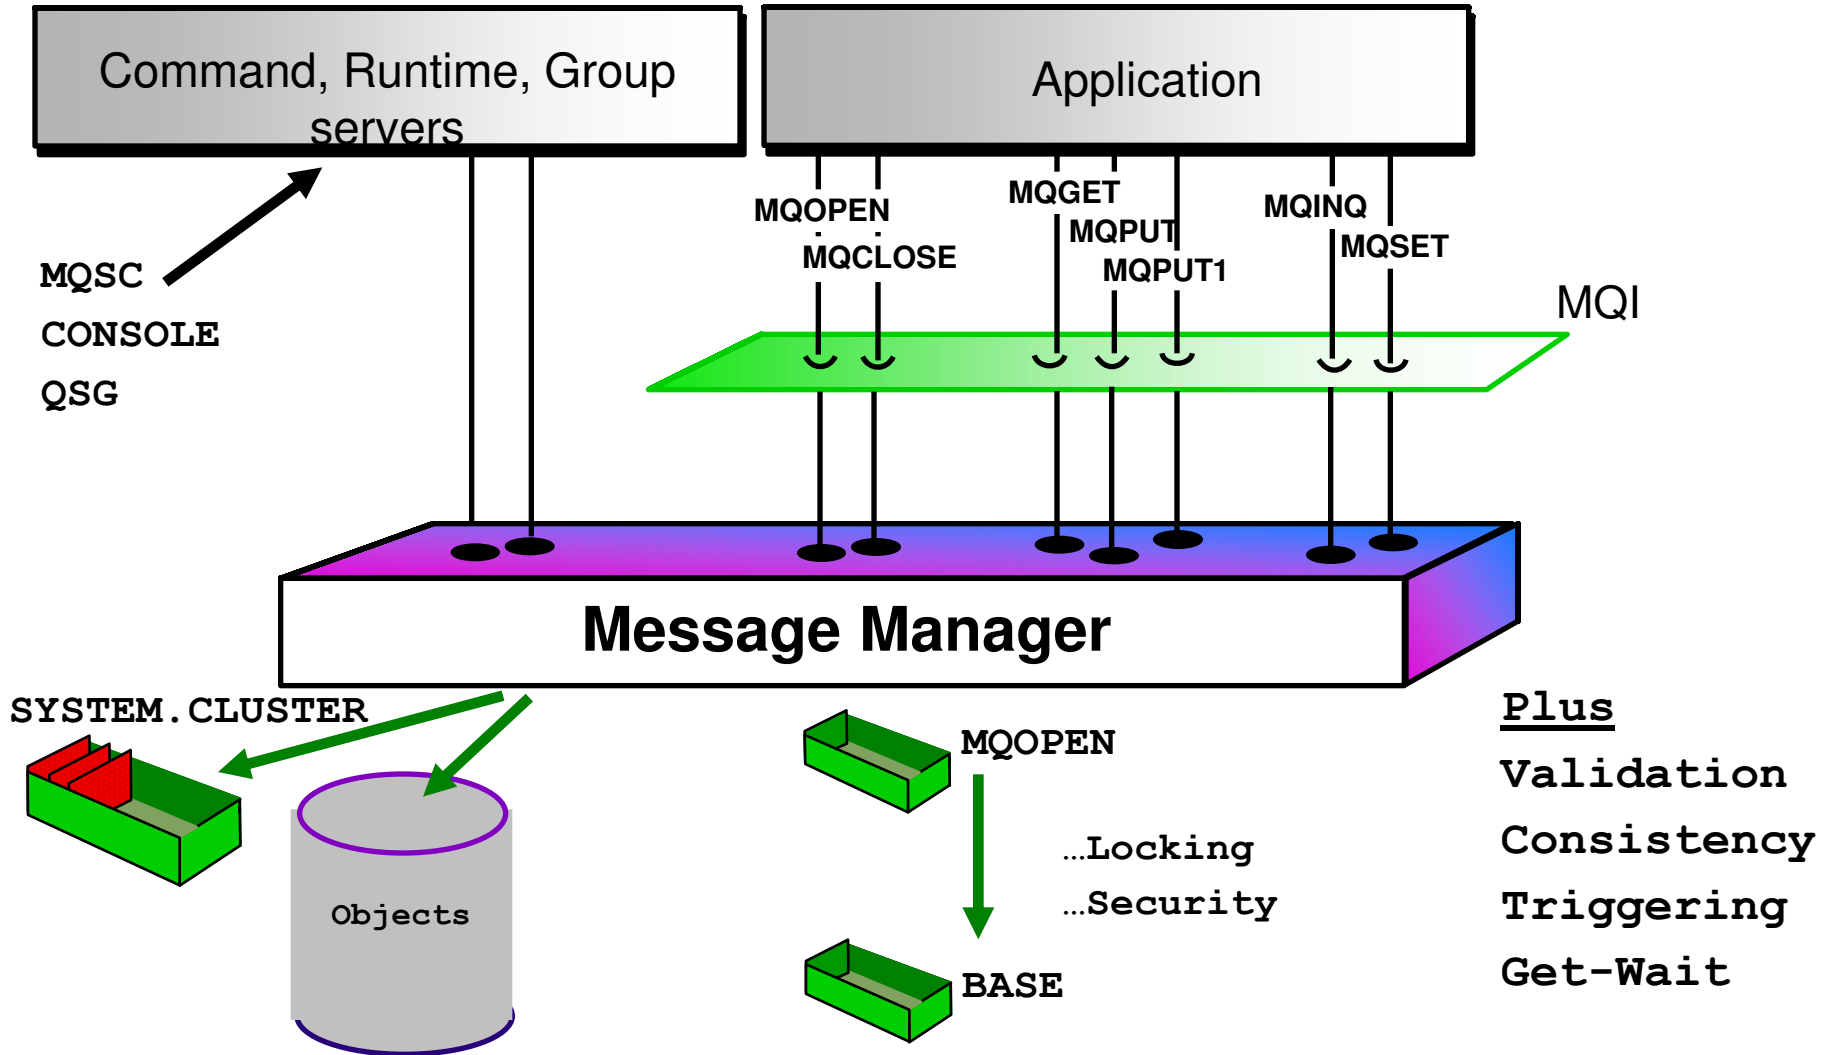 Command, Runtime, Group
servers
Application
MQOPEN
MQCLOSE
MQGET
MQPUT
MQPUT1
MQINQ
MQSET
MQSC
CONSOLE
QSG
MQI
Message Manager
SYSTEM.CLUSTER
Objects
MQOPEN
…Locking
…Security
BASE
Plus
Validation
Consistency
Triggering
Get-Wait